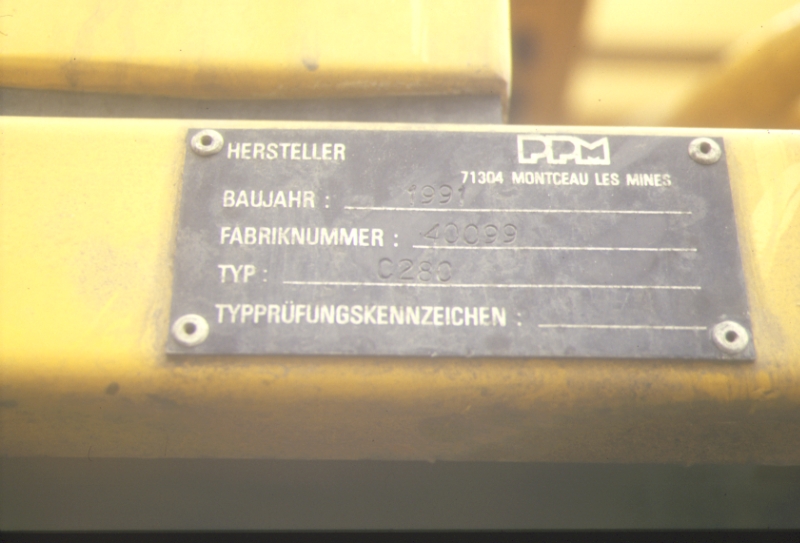 HERSTELLER PPM
71304 MONTCEAU LES MINES
BAUJAHR : 1991
FABRIKNUMMER : 40099
TYP : C280
TYPPRÜFUNGSKENNZEICHEN :